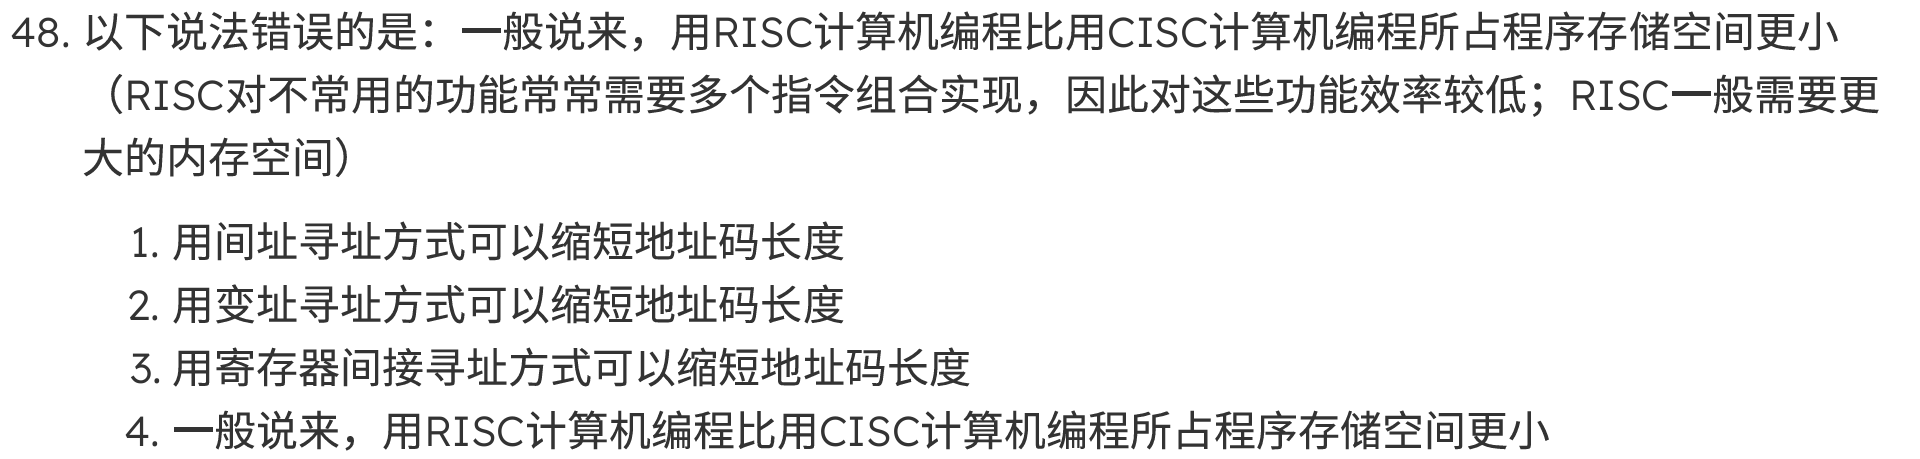 48. 以下说法错误的是：一般说来，用RISC计算机编程比用CISC计算机编程所占程序存储空间更小
（RISC对不常用的功能常常需要多个指令组合实现，因此对这些功能效率较低；RISC一般需要更
大的内存空间）
1. 用间址寻址方式可以缩短地址码长度
2. 用变址寻址方式可以缩短地址码长度
3. 用寄存器间接寻址方式可以缩短地址码长度
4. 一般说来，用RISC计算机编程比用CISC计算机编程所占程序存储空间更小